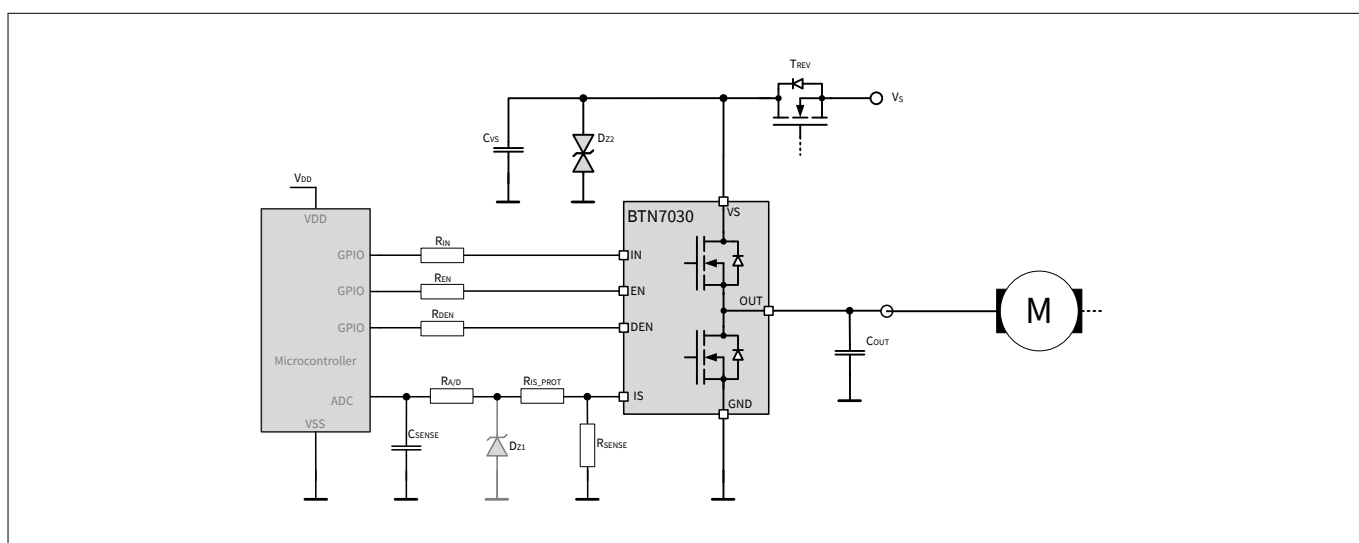 TREV
VS
CVS
DZ2
VDD
VDD
BTN7030
VS
GPIO
RIN
IN
GPIO
REN
EN
OUT
M
GPIO
RDEN
DEN
COUT
Microcontroller
ADC
RA/D
RIS_PROT
IS
GND
VSS
CSENSE
DZ1
RSENSE